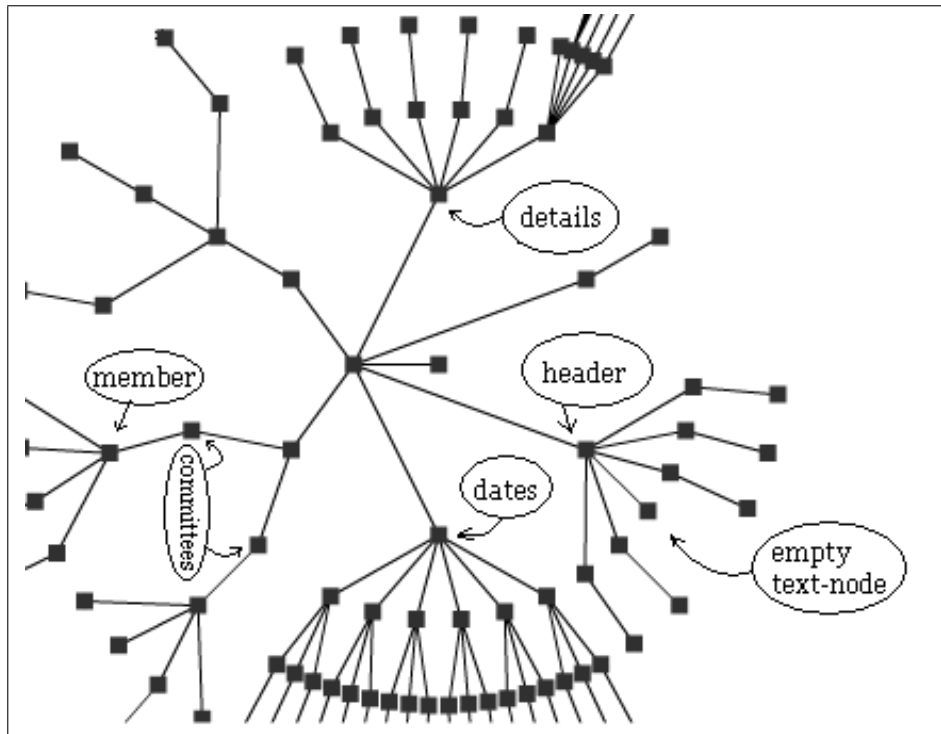 details
member
header
committees
dates
empty
text-node